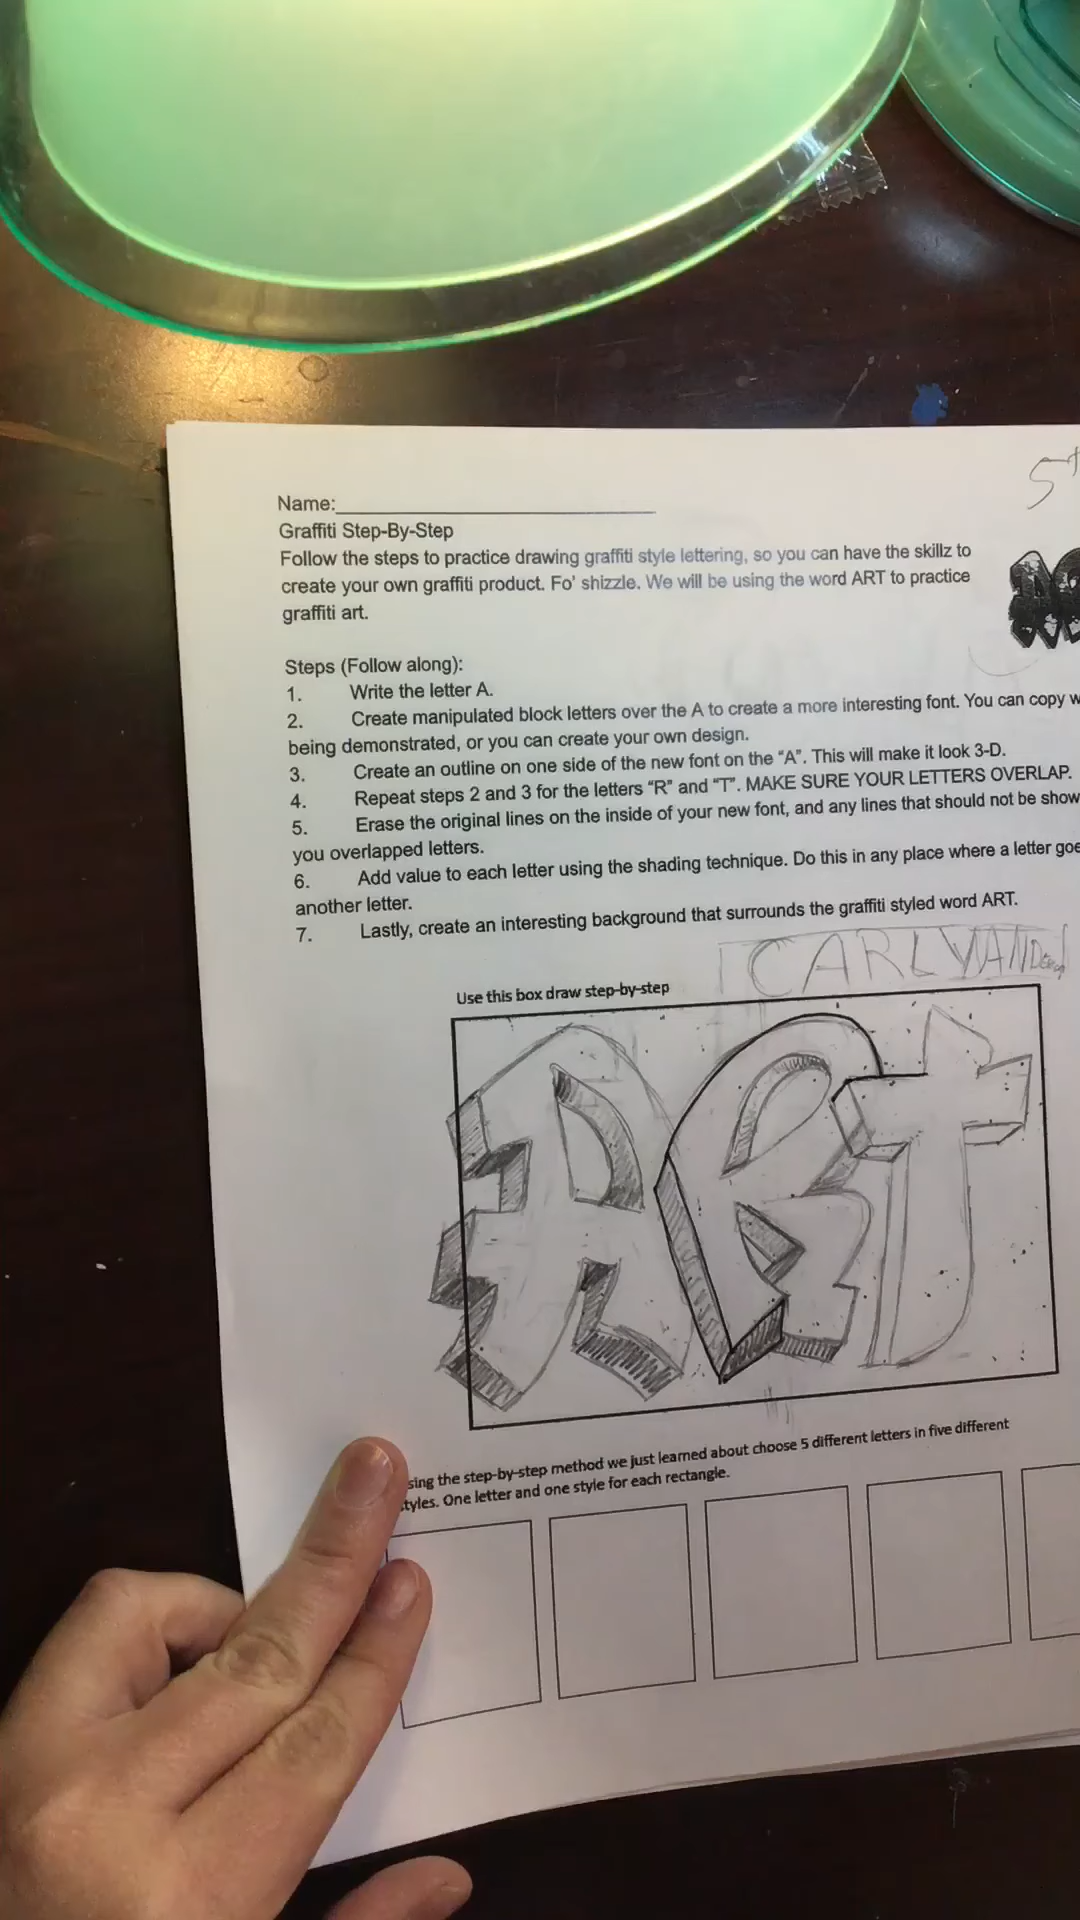 5
Name:
Graffiti Step-By-Step
Follow the steps to practice drawing graffiti style lettering, so you can have the skillz to
create your own graffiti product. Fo' shizzle. We will be using the word ART to practice
graffiti art.
Steps (Follow along):
1. Write the letter A.
2. Create manipulated block letters over the A to create a more interesting font. You can copy w
being demonstrated, or you can create your own design.
3. Create an outline on one side of the new font on the "A". This will make it look 3-D.
4. Repeat steps 2 and 3 for the letters "R" and "T". MAKE SURE YOUR LETTERS OVERLAP.
5. Erase the original lines on the inside of your new font, and any lines that should not be show
you overlapped letters.
6. Add value to each letter using the shading technique. Do this in any place where a letter goe
another letter.
7. Lastly, create an interesting background that surrounds the graffiti styled word ART.
CARLY
Use this box draw step-by-step
ARt
sing the step-by-step method we just learned about choose 5 different letters in five different
tyles. One letter and one style for each rectangle.